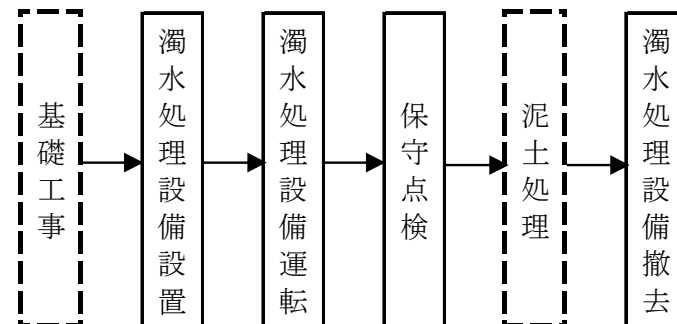 基礎工事
濁水処理設備設置
濁水処理設備運転
保守点検
泥土処理
濁水処理設備撤去